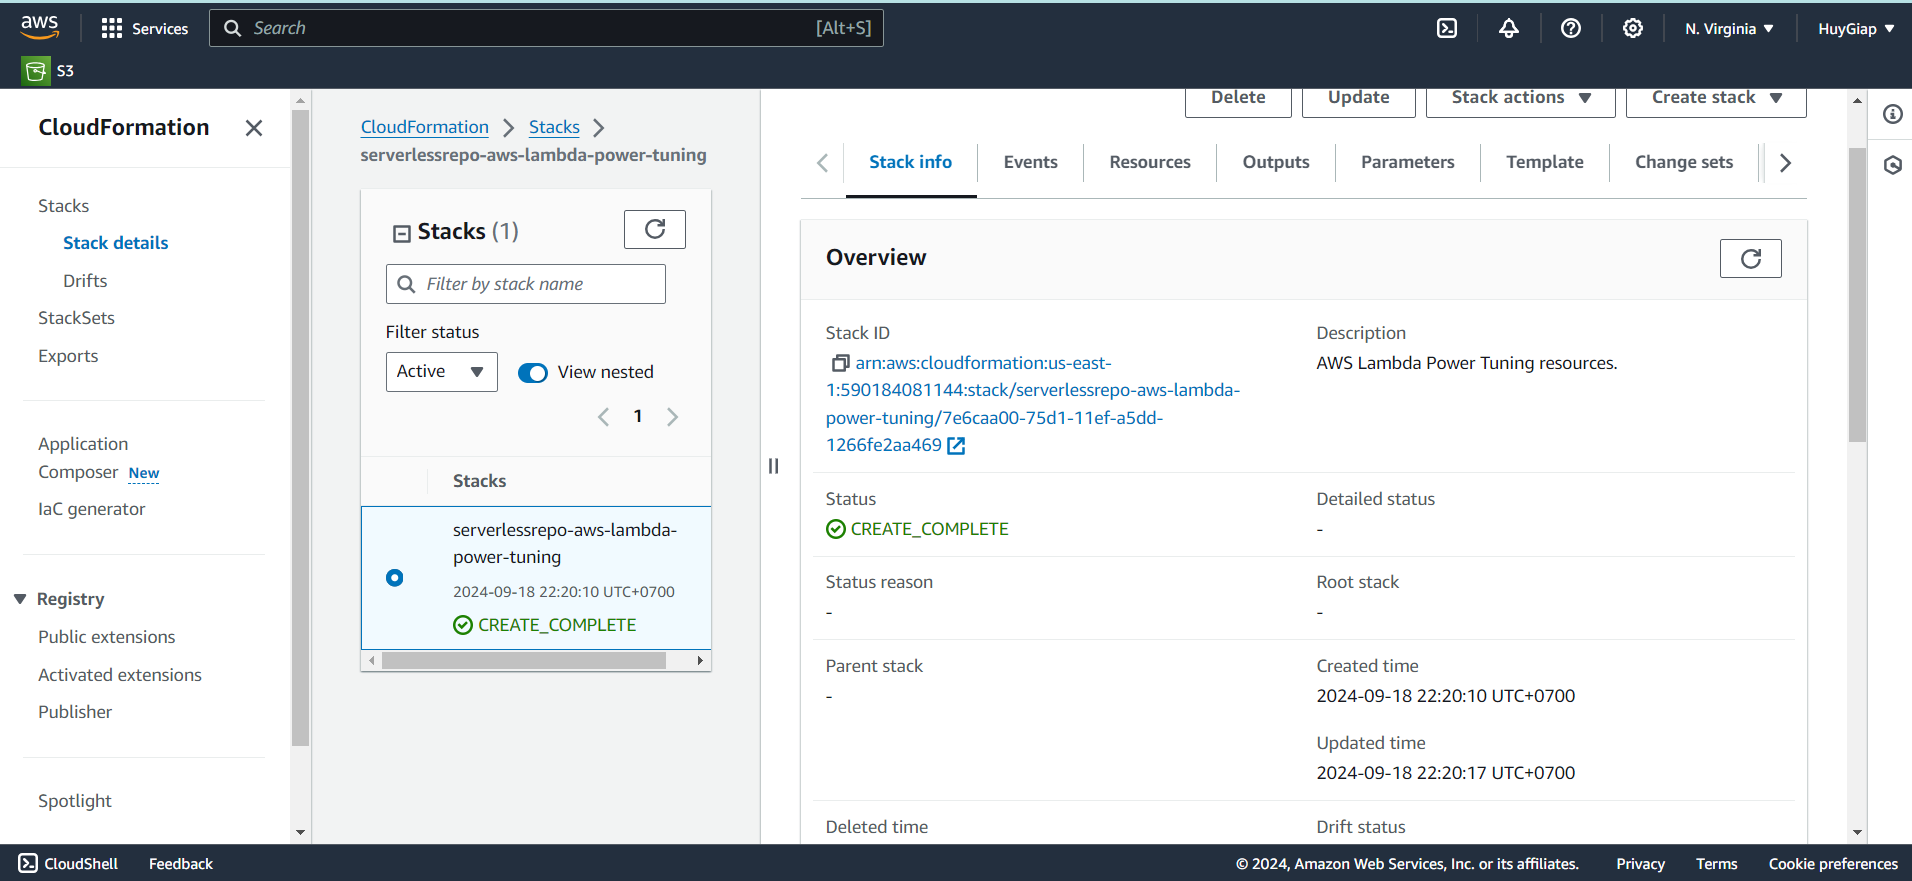 aws
Services
Search
[Alt+S]
N. Virginia
HuyGiap
S3
CloudFormation
Stacks
Stack details
Drifts
StackSets
Exports
Application
Composer New
IaC generator
Registry
Public extensions
Activated extensions
Publisher
Spotlight
CloudFormation
Stacks
serverlessrepo-aws-lambda-power-tuning
Stacks (1)
Filter by stack name
Filter status
Active
View nested
1
Stacks
serverlessrepo-aws-lambda-
power-tuning
2024-09-18 22:20:10 UTC+0700
CREATE_COMPLETE
Delete
Update
Stack actions
Create stack
Stack info
Events
Resources
Outputs
Parameters
Template
Change sets
Overview
Stack ID
arn:aws:cloudformation:us-east-
1:590184081144:stack/serverlessrepo-aws-lambda-
power-tuning/7e6caa00-75d1-11ef-a5dd-
1266fe2aa469
Description
AWS Lambda Power Tuning resources.
Status
CREATE_COMPLETE
Detailed status
-
Status reason
-
Root stack
-
Parent stack
-
Created time
2024-09-18 22:20:10 UTC+0700
Updated time
2024-09-18 22:20:17 UTC+0700
Deleted time
Drift status
CloudShell
Feedback
© 2024, Amazon Web Services, Inc. or its affiliates.
Privacy
Terms
Cookie preferences